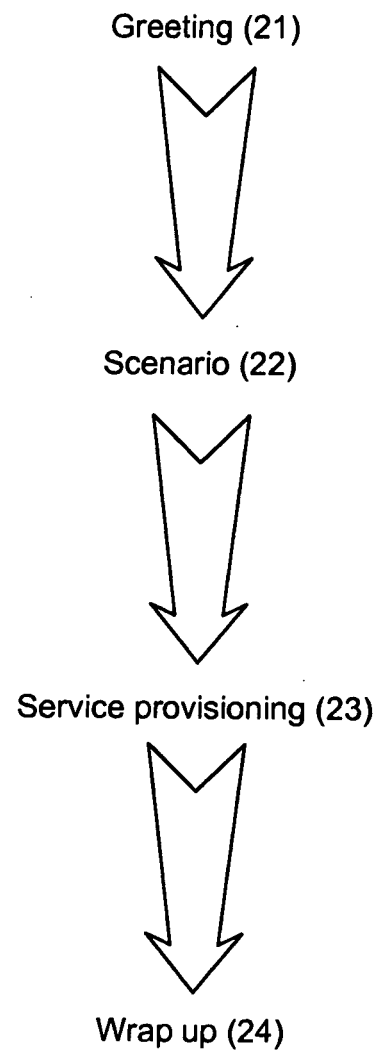 Greeting (21)
Scenario (22)
Service provisioning (23)
Wrap up (24)